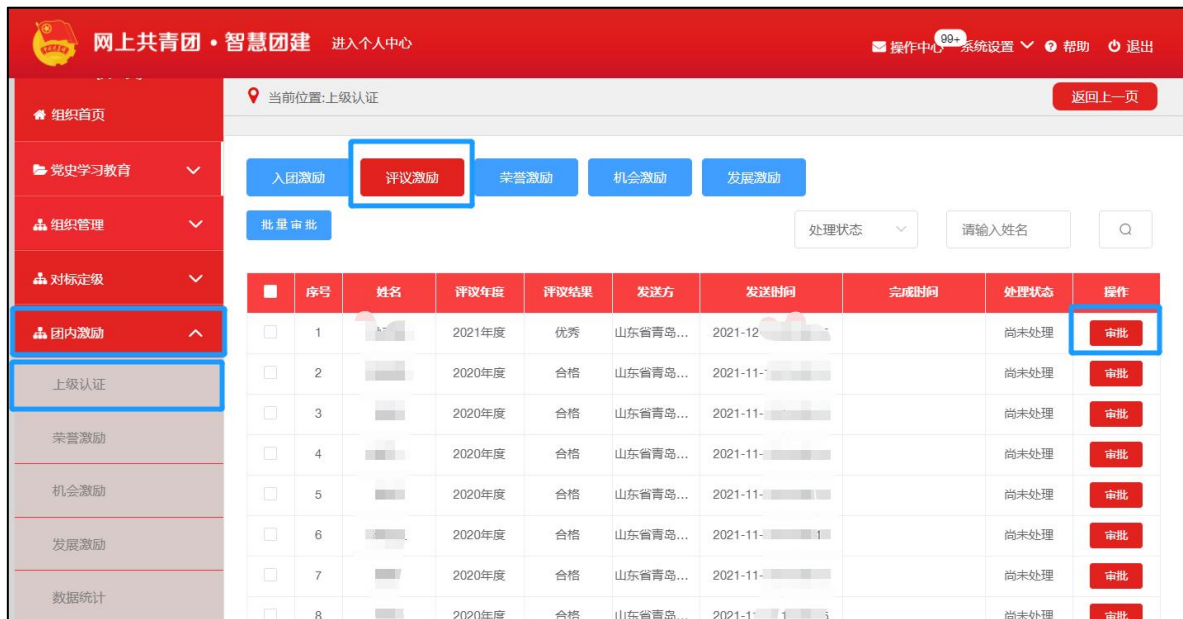 网上共青团·智慧团建 进入个人中心 操作中心 99+ 系统设置 帮助 退出
组织首页
党史学习教育
组织管理
对标定级
团内激励
上级认证
荣誉激励
机会激励
发展激励
数据统计
当前位置:上级认证 返回上一页
入团激励 评议激励 荣誉激励 机会激励 发展激励
批量审批 处理状态 请输入姓名
序号 姓名 评议年度 评议结果 发送方 发送时间 完成时间 处理状态 操作
1 2021年度 优秀 山东省青岛... 2021-12 尚未处理 审批
2 2020年度 合格 山东省青岛... 2021-11- 尚未处理 审批
3 2020年度 合格 山东省青岛... 2021-11- 尚未处理 审批
4 2020年度 合格 山东省青岛... 2021-11- 尚未处理 审批
5 2020年度 合格 山东省青岛... 2021-11- 尚未处理 审批
6 2020年度 合格 山东省青岛... 2021-11- 尚未处理 审批
7 2020年度 合格 山东省青岛... 2021-11- 尚未处理 审批
8 2020年度 合格 山东省青岛... 2021-1 尚未处理 审批